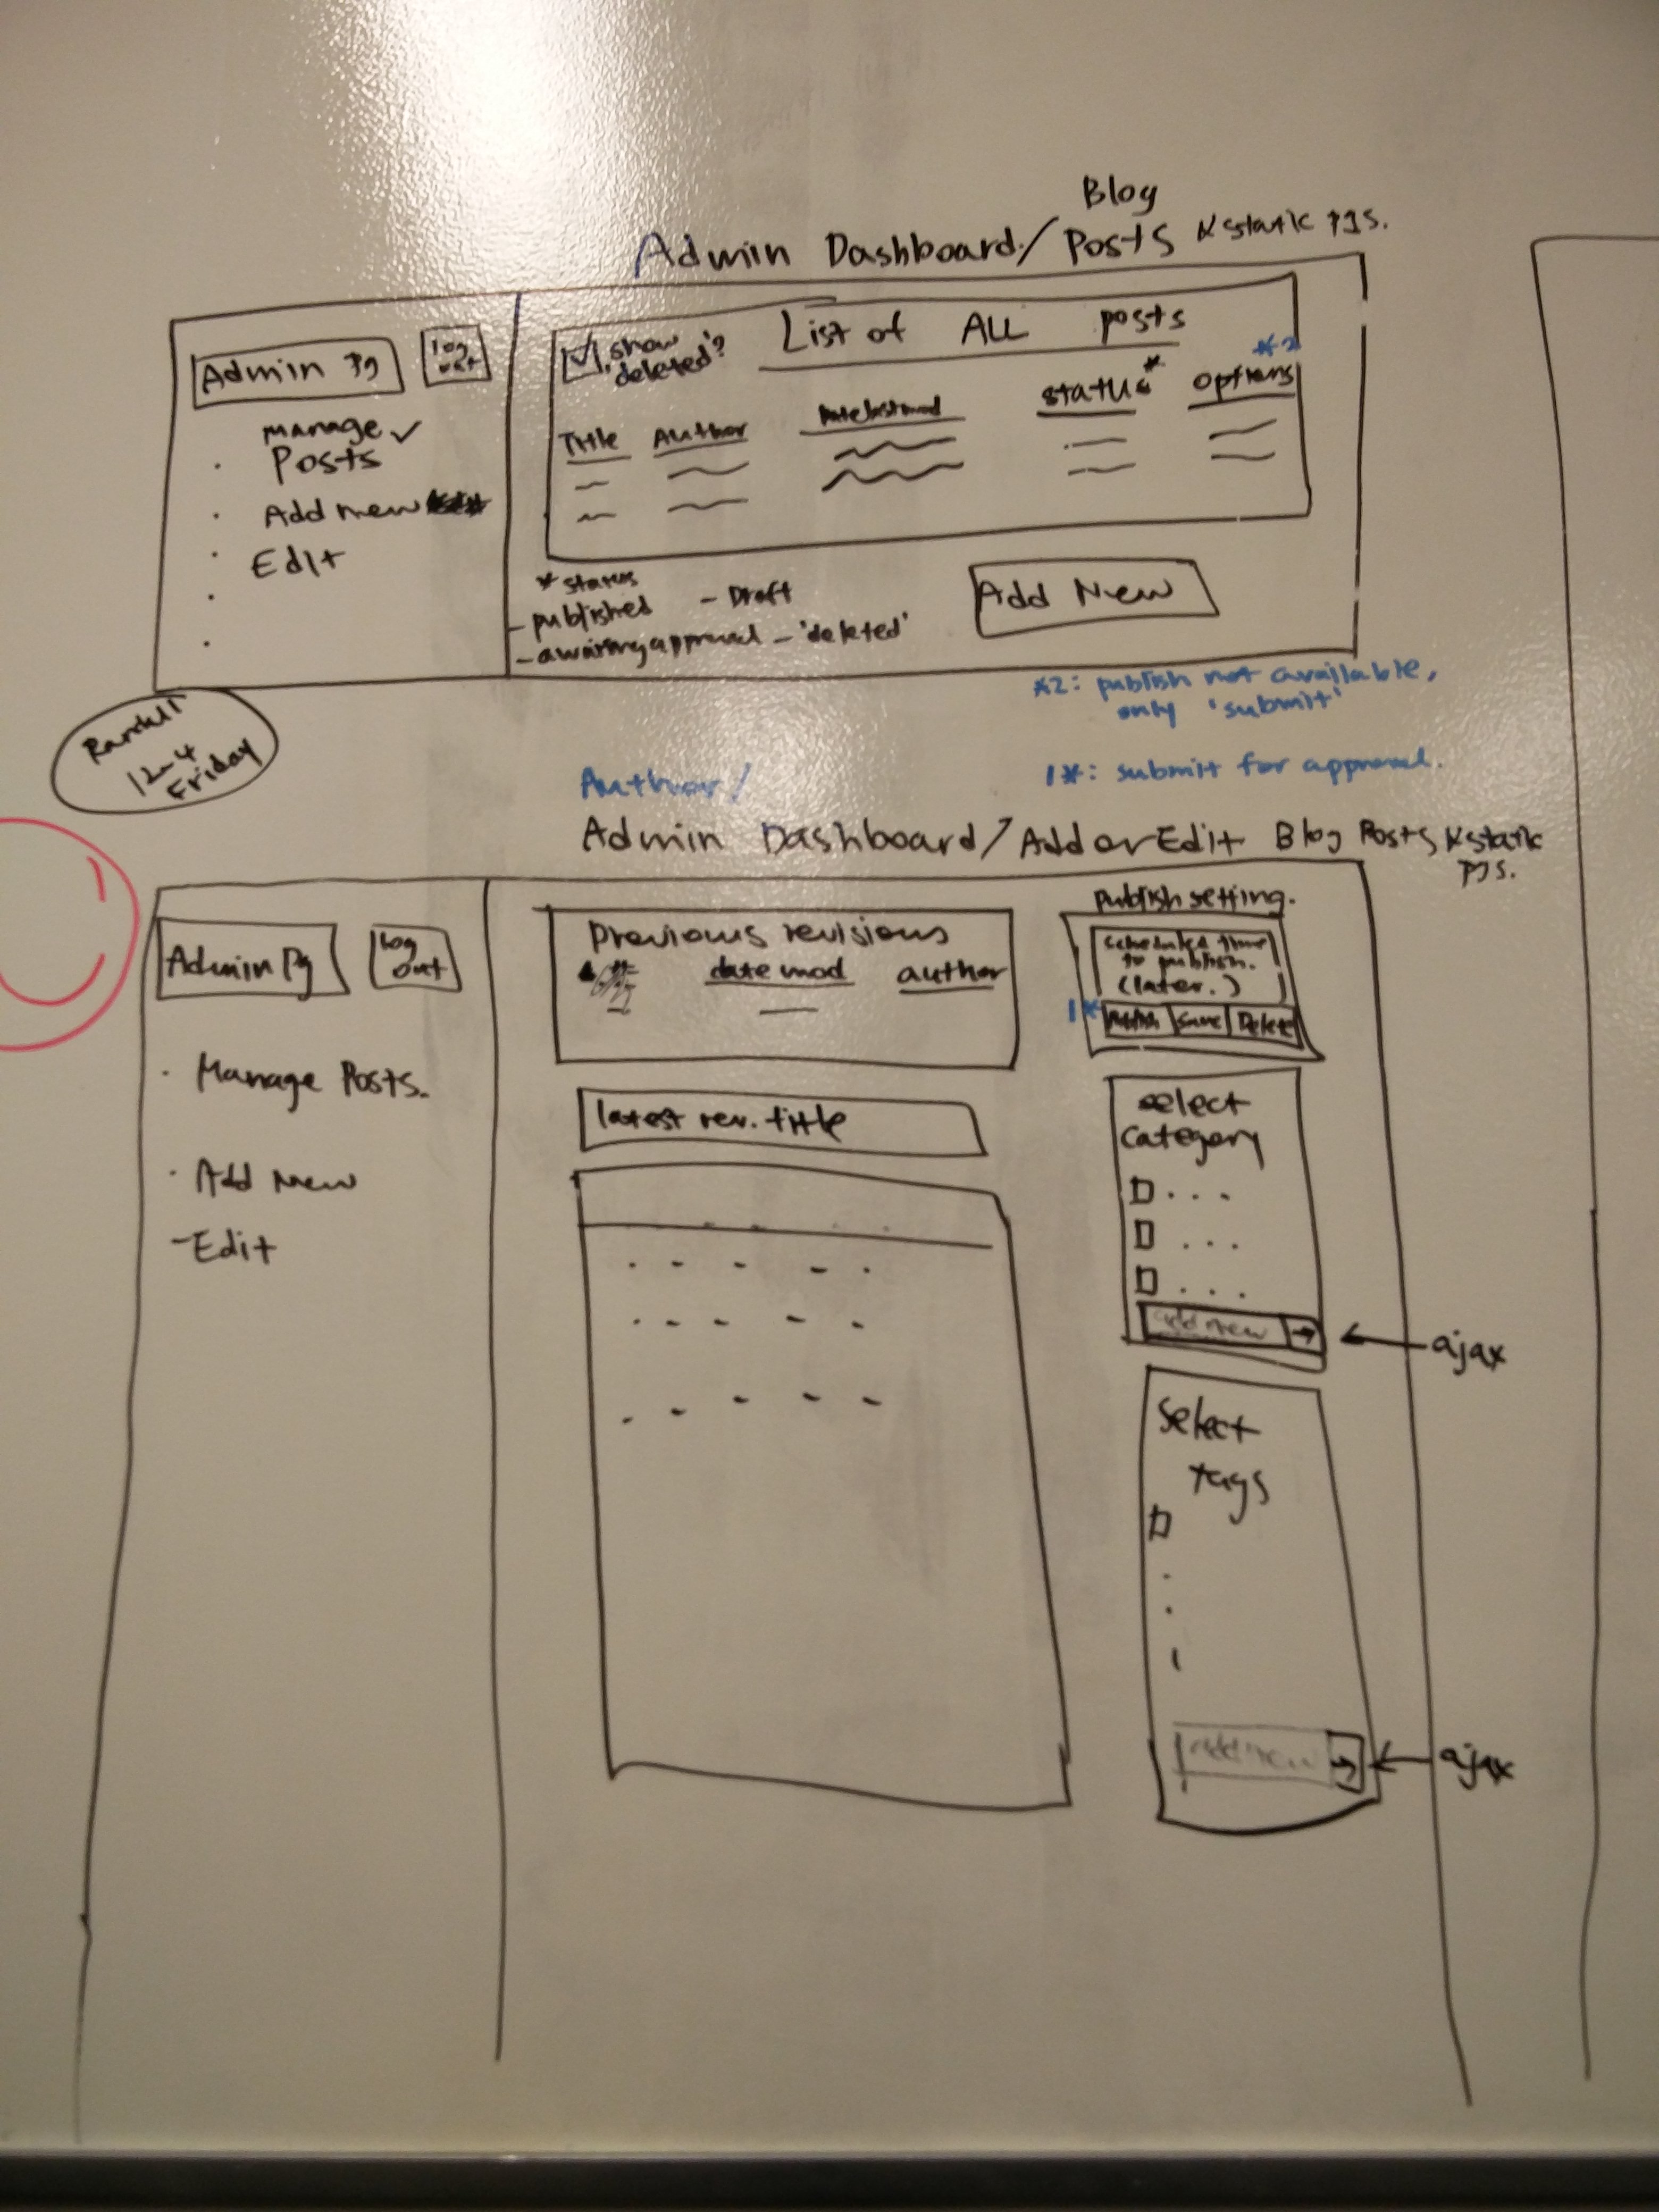 Blog
Admin Dashboard/ Posts & static pgs.
Admin Pg
log out
manage ✓
Posts
Add new
Edit
show
deleted?
List of ALL posts
Title Author Date last mod status* options *2
* status
- published - Draft
- awaiting approval - 'deleted'
Add New
*2: publish not available,
only 'submit'
1*: submit for approval.
12-4
Friday
Author/
Admin Dashboard/Add or Edit Blog Posts & static
pgs.
Admin Pg
Log
out
Manage Posts.
Add New
- Edit
previous revisions
date mod author
latest rev. title
publish setting.
scheduled time
to publish.
(later.)
1* publish save Delete
select
category
add new → ajax
Select
tags
add new → ajax